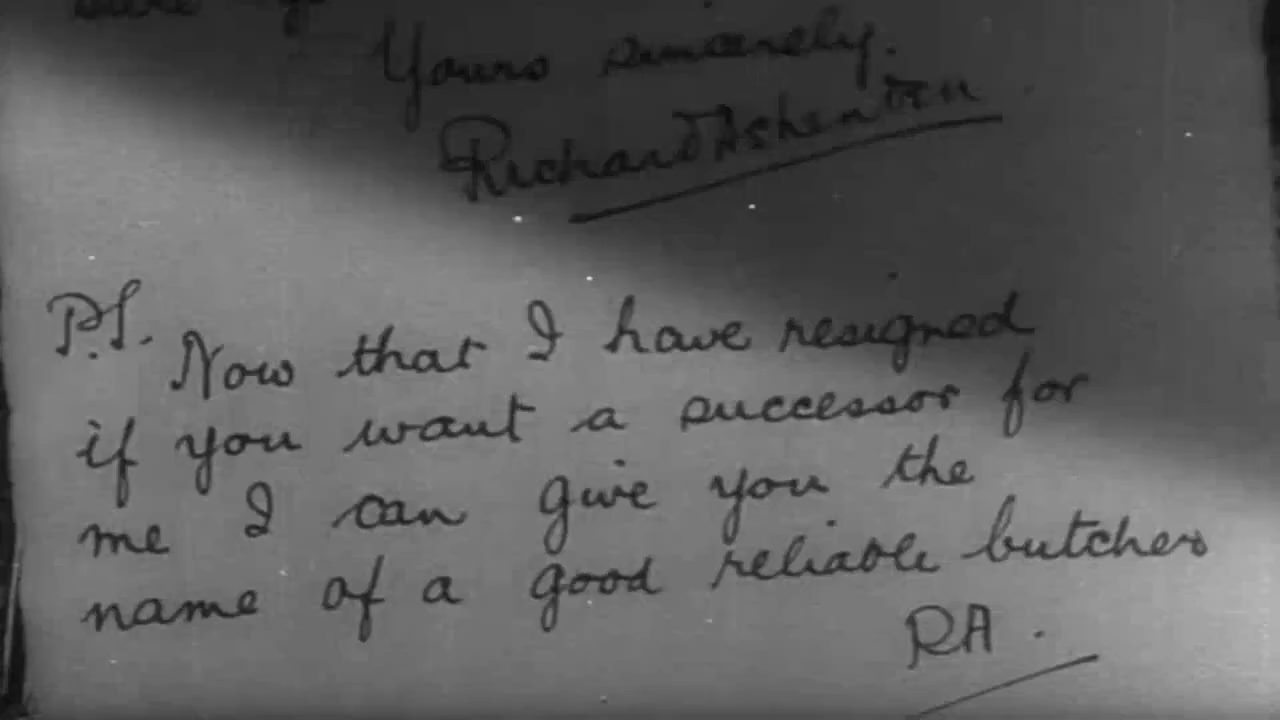 Yours sincerely.
Richard Ashenden
P.S. Now that I have resigned
if you want a successor for
me I can give you the
name of a good reliable butcher
RA.